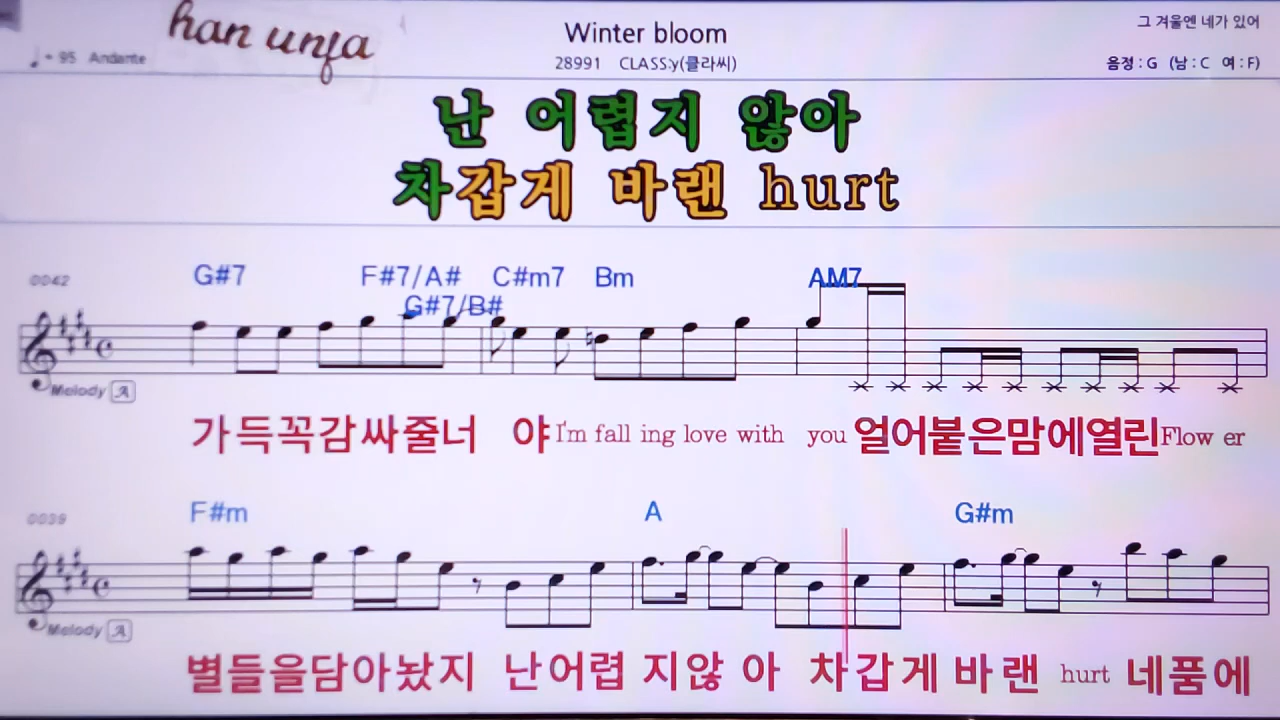 han unja
Winter bloom
그 겨울엔 네가 있어
♩= 95 Andante
28991 CLASS:y(클라씨)
음정 : G (남 : C 여 : F)
난 어렵지 않아
차갑게 바랜 hurt
0042
G#7 F#7/A# C#m7 Bm AM7
G#7/B#
Melody A
가득꼭감싸줄너 야 I'm fall ing love with you 얼어붙은맘에열린 Flow er
0039
F#m A G#m
Melody A
별들을담아놨지 난어렵 지않 아 차갑게 바랜 hurt 네품에